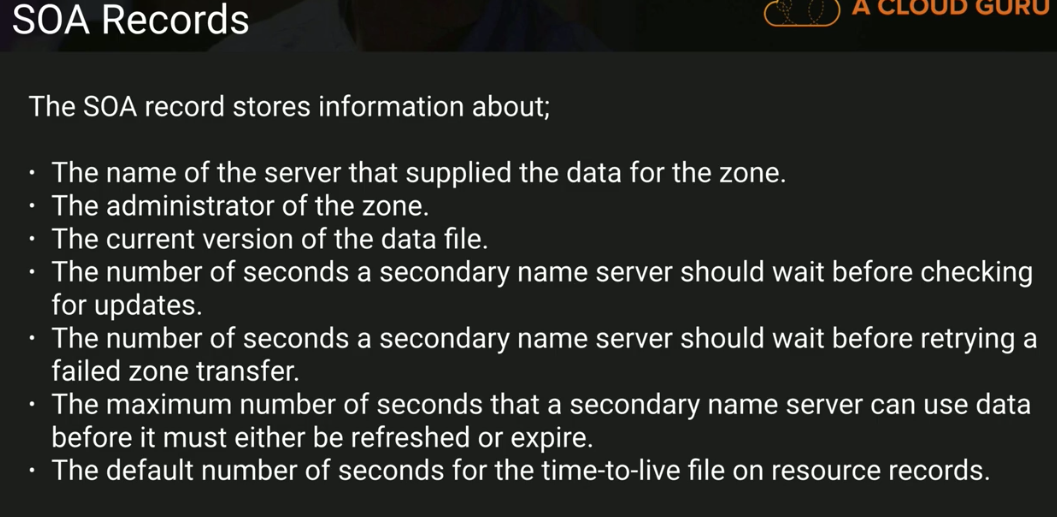 SOA Records
A CLOUD GURU
The SOA record stores information about;
· The name of the server that supplied the data for the zone.
· The administrator of the zone.
· The current version of the data file.
· The number of seconds a secondary name server should wait before checking
for updates.
· The number of seconds a secondary name server should wait before retrying a
failed zone transfer.
· The maximum number of seconds that a secondary name server can use data
before it must either be refreshed or expire.
· The default number of seconds for the time-to-live file on resource records.